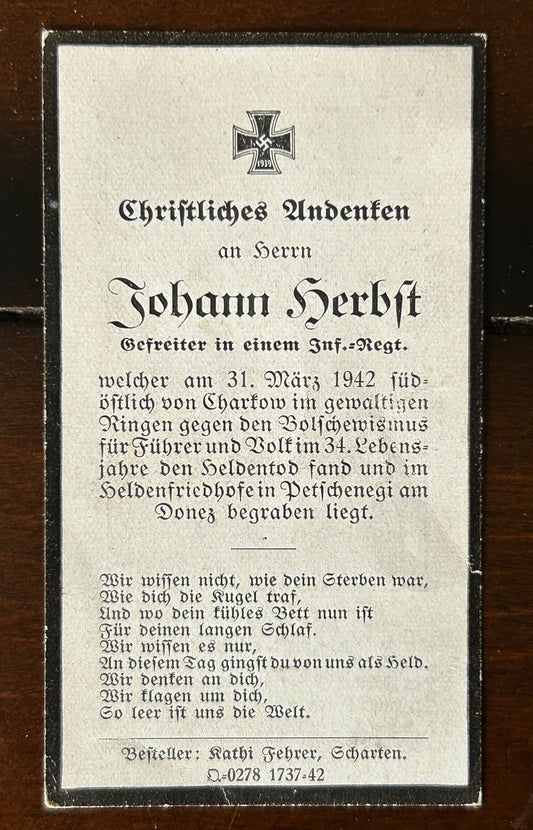 1939
Christliches Andenken
an Herrn
Johann Herbst
Gefreiter in einem Inf.-Regt.
welcher am 31. März 1942 süd-
östlich von Charkow im gewaltigen
Ringen gegen den Bolschewismus
für Führer und Volk im 34. Lebens-
jahre den Heldentod fand und im
Heldenfriedhofe in Petschenegi am
Donez begraben liegt.
Wir wissen nicht, wie dein Sterben war,
Wie dich die Kugel traf,
Und wo dein kühles Bett nun ist
Für deinen langen Schlaf.
Wir wissen es nur,
An diesem Tag gingst du von uns als Held.
Wir denken an dich,
Wir klagen um dich,
So leer ist uns die Welt.
Besteller: Kathi Fehrer, Scharten.
Q-0278 1737-42